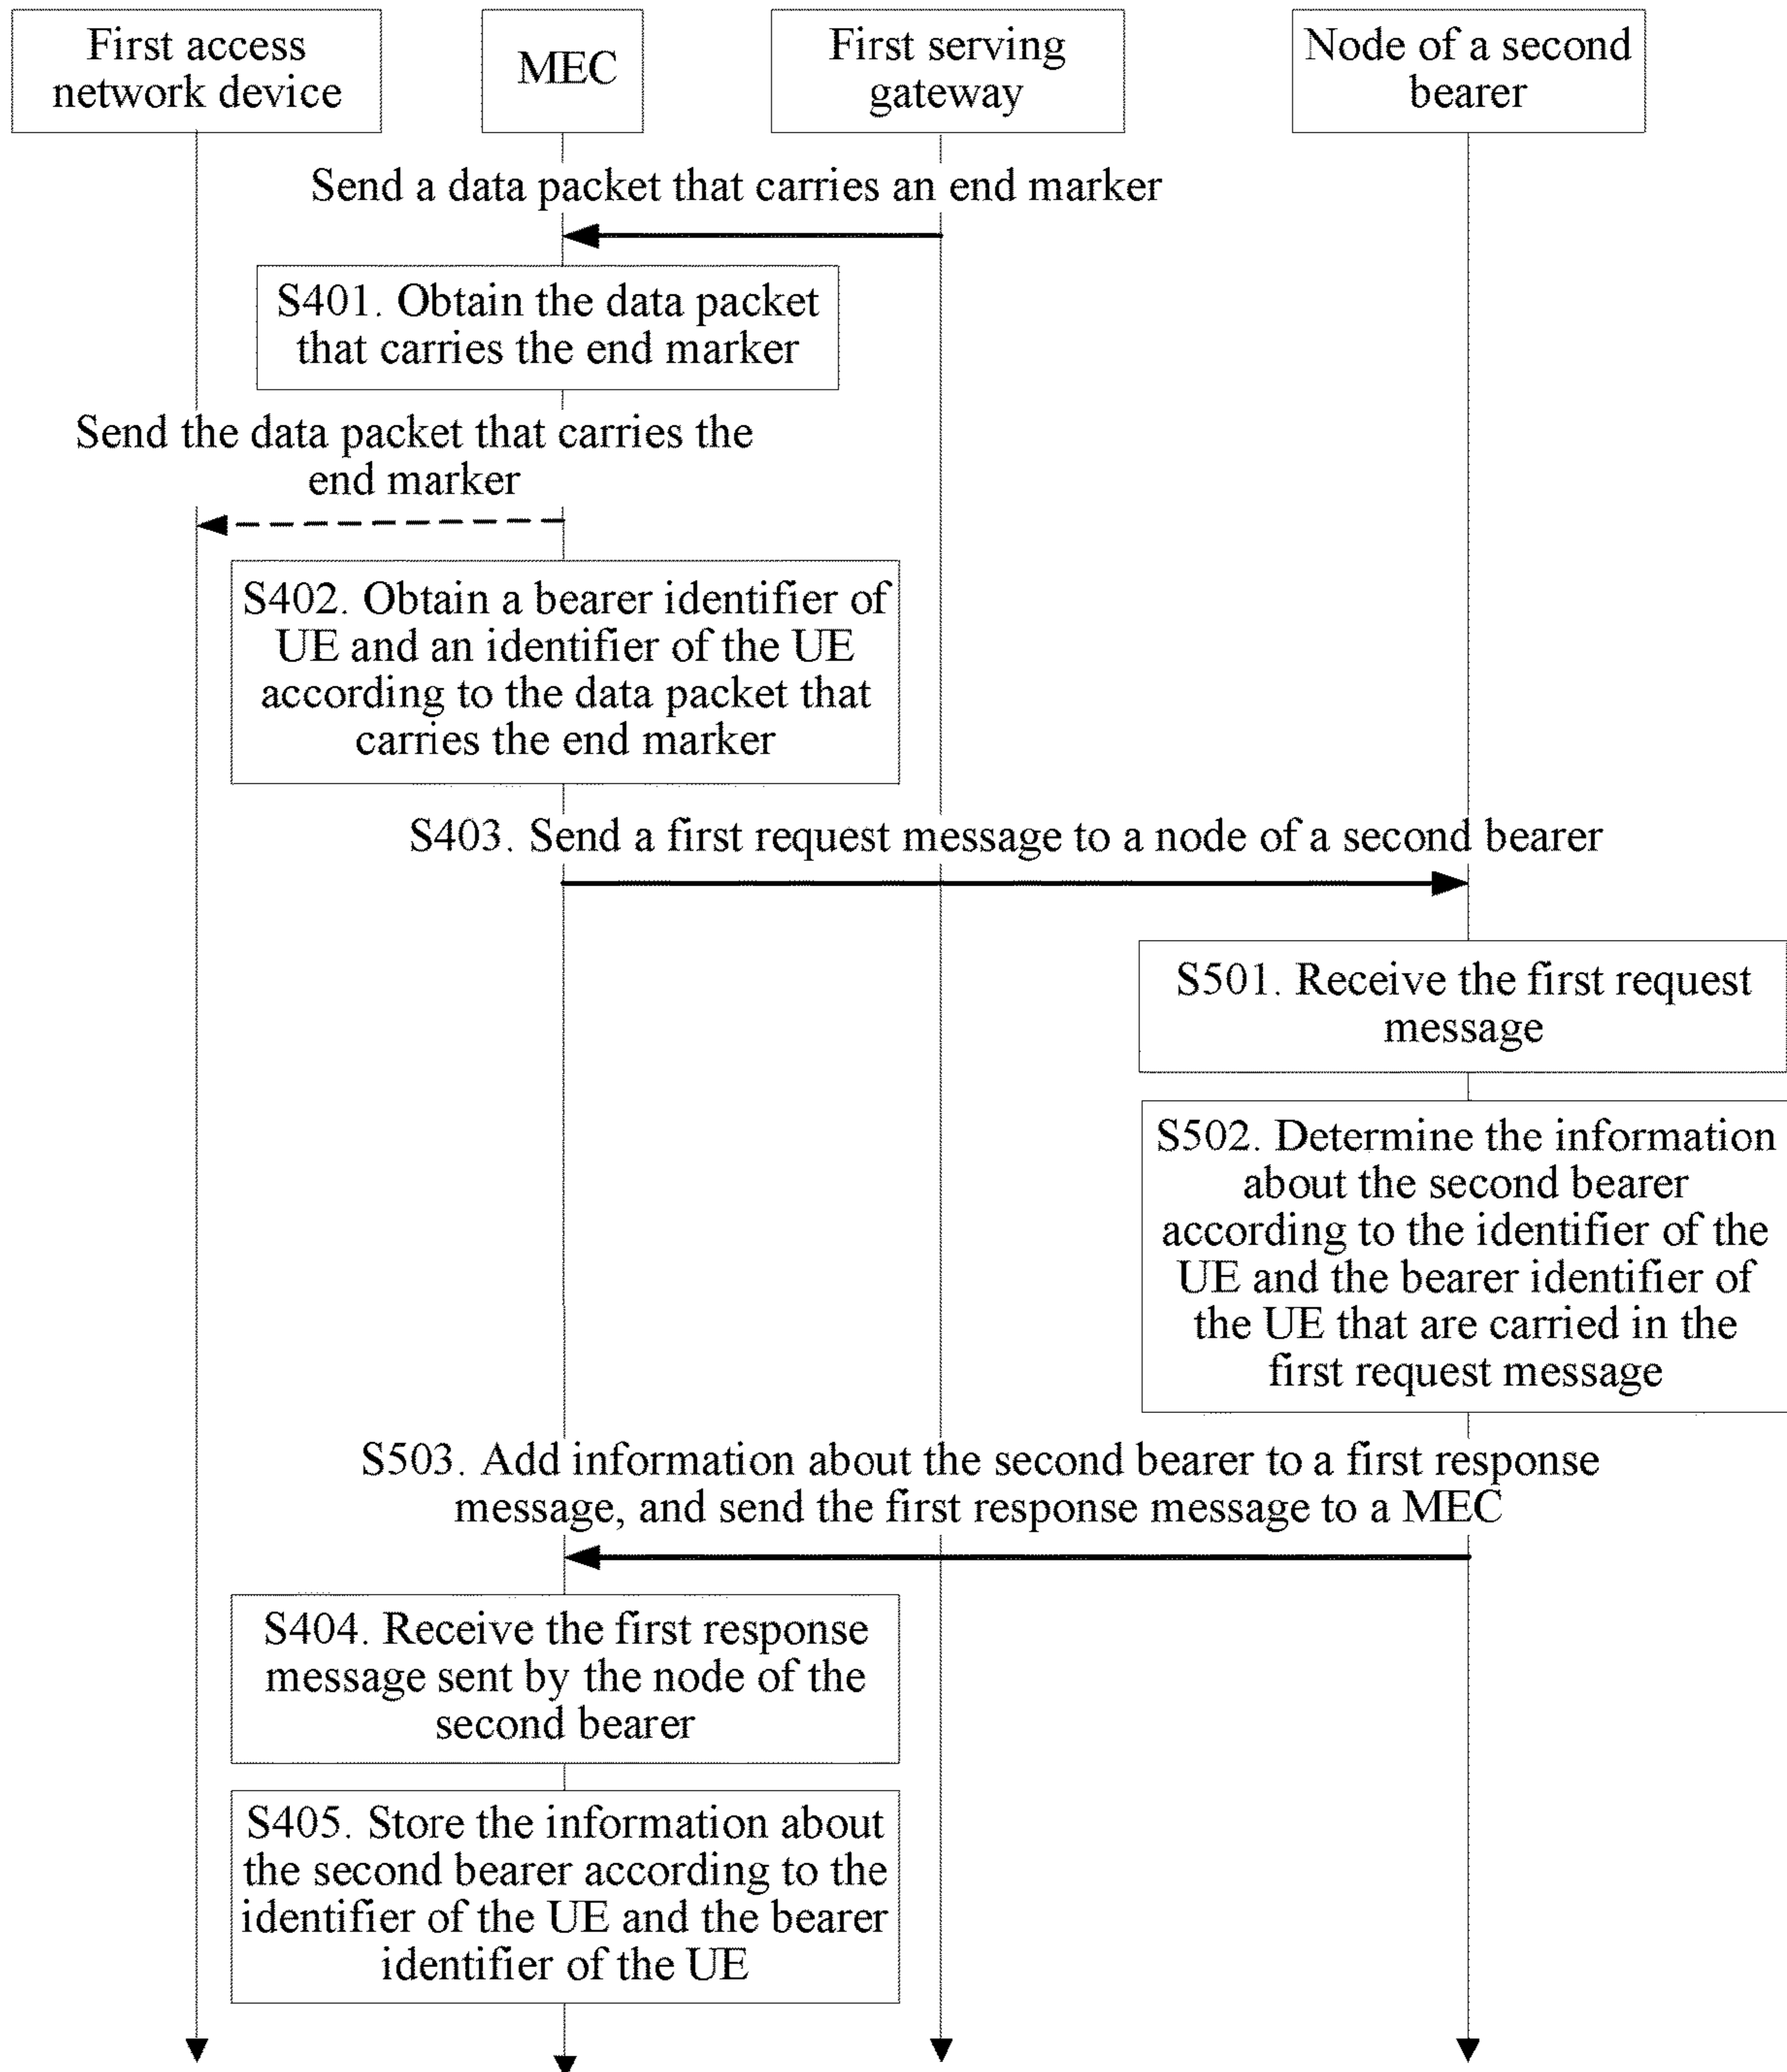 First access
network device
MEC
First serving
gateway
Node of a second
bearer
Send a data packet that carries an end marker
S401. Obtain the data packet
that carries the end marker
Send the data packet that carries the
end marker
S402. Obtain a bearer identifier of
UE and an identifier of the UE
according to the data packet that
carries the end marker
S403. Send a first request message to a node of a second bearer
S501. Receive the first request
message
S502. Determine the information
about the second bearer
according to the identifier of the
UE and the bearer identifier of
the UE that are carried in the
first request message
S503. Add information about the second bearer to a first response
message, and send the first response message to a MEC
S404. Receive the first response
message sent by the node of the
second bearer
S405. Store the information about
the second bearer according to the
identifier of the UE and the bearer
identifier of the UE